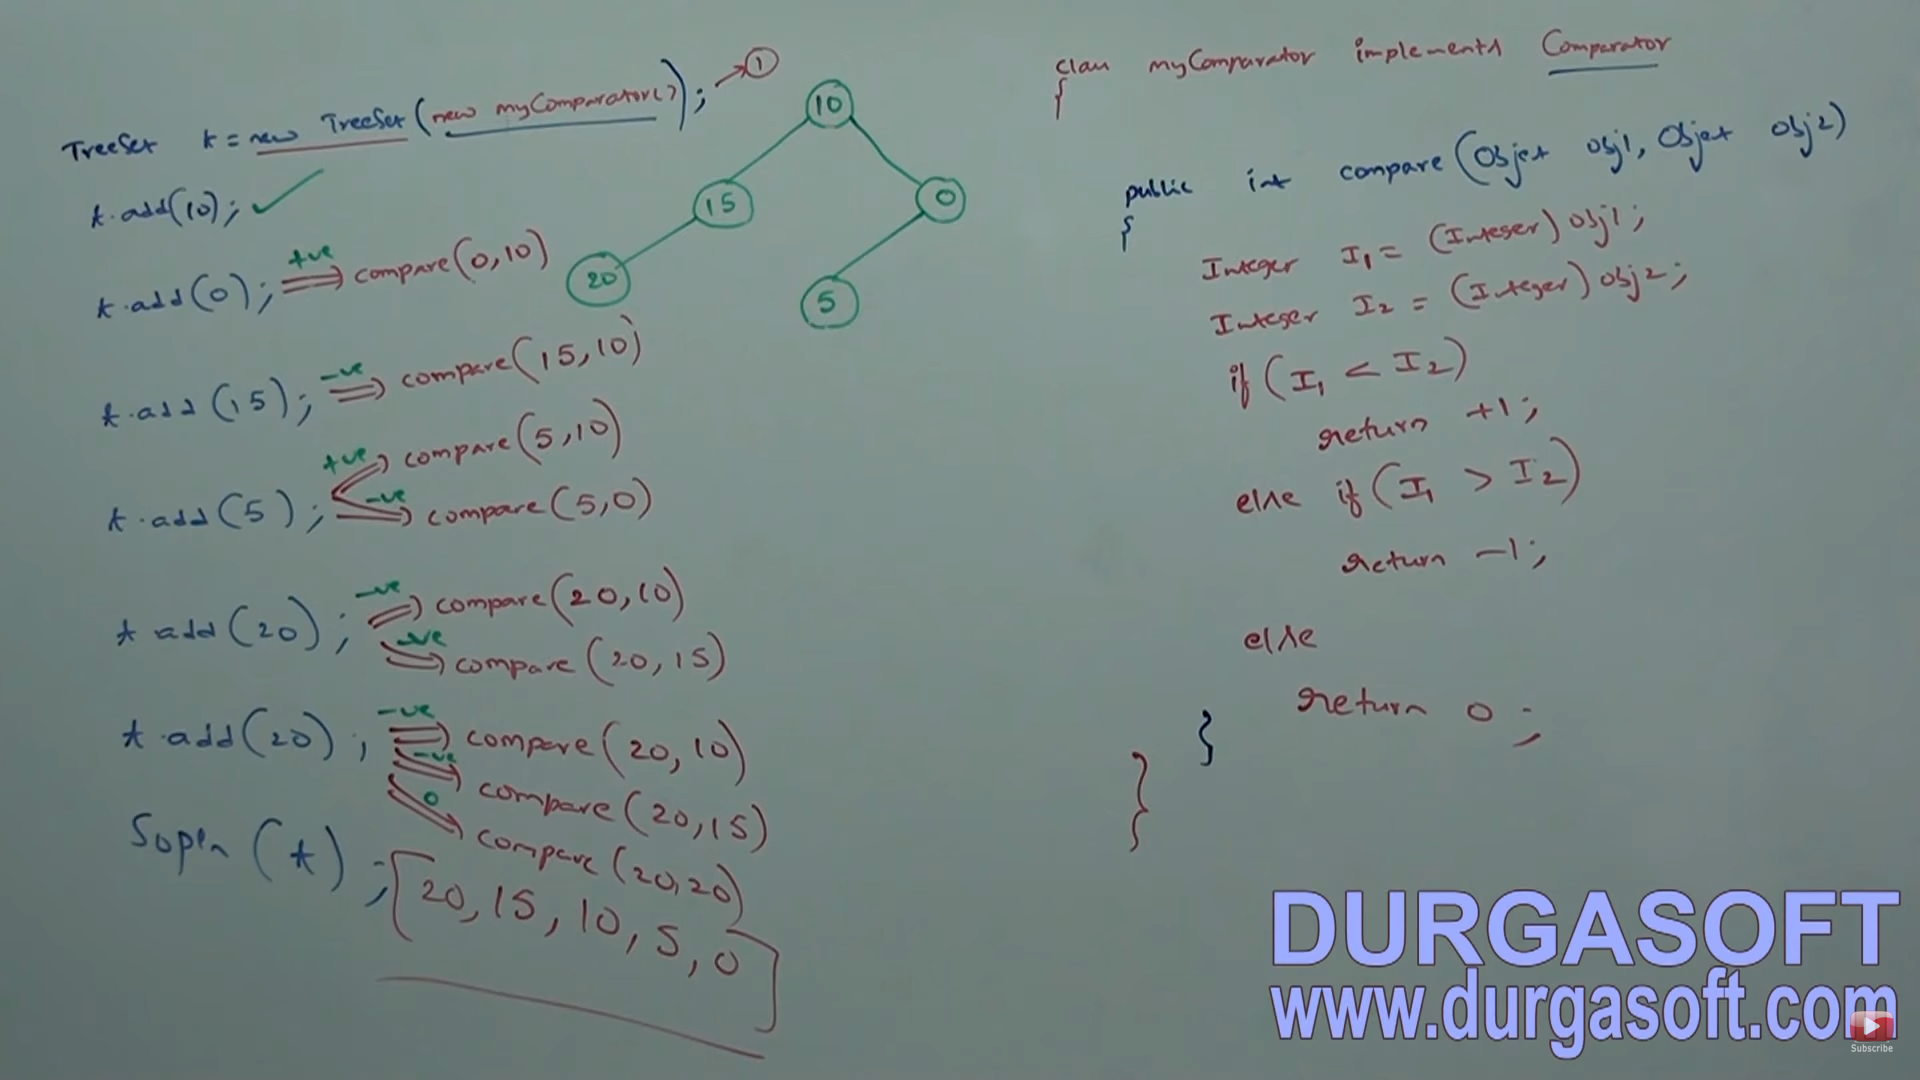 TreeSet t = new TreeSet(new myComparator()); → ①
t.add(10); ✓
t.add(0); +ve ⇒ compare(0,10)
t.add(15); -ve ⇒ compare(15,10)
t.add(5); +ve ⇒ compare(5,10)
-ve ⇒ compare(5,0)
t add(20); -ve ⇒ compare(20,10)
-ve ⇒ compare(20,15)
t.add(20); -ve ⇒ compare(20,10)
-ve ⇒ compare(20,15)
0 ⇒ compare(20,20)
Sopln(t);
[20, 15, 10, 5, 0]
10
15
0
20
5
class myComparator implements Comparator
{
public int compare(Object obj1, Object obj2)
{
Integer I1 = (Integer) obj1;
Integer I2 = (Integer) obj2;
if (I1 < I2)
return +1;
else if (I1 > I2)
return -1;
else
return 0;
}
}
DURGASOFT
www.durgasoft.com
Subscribe